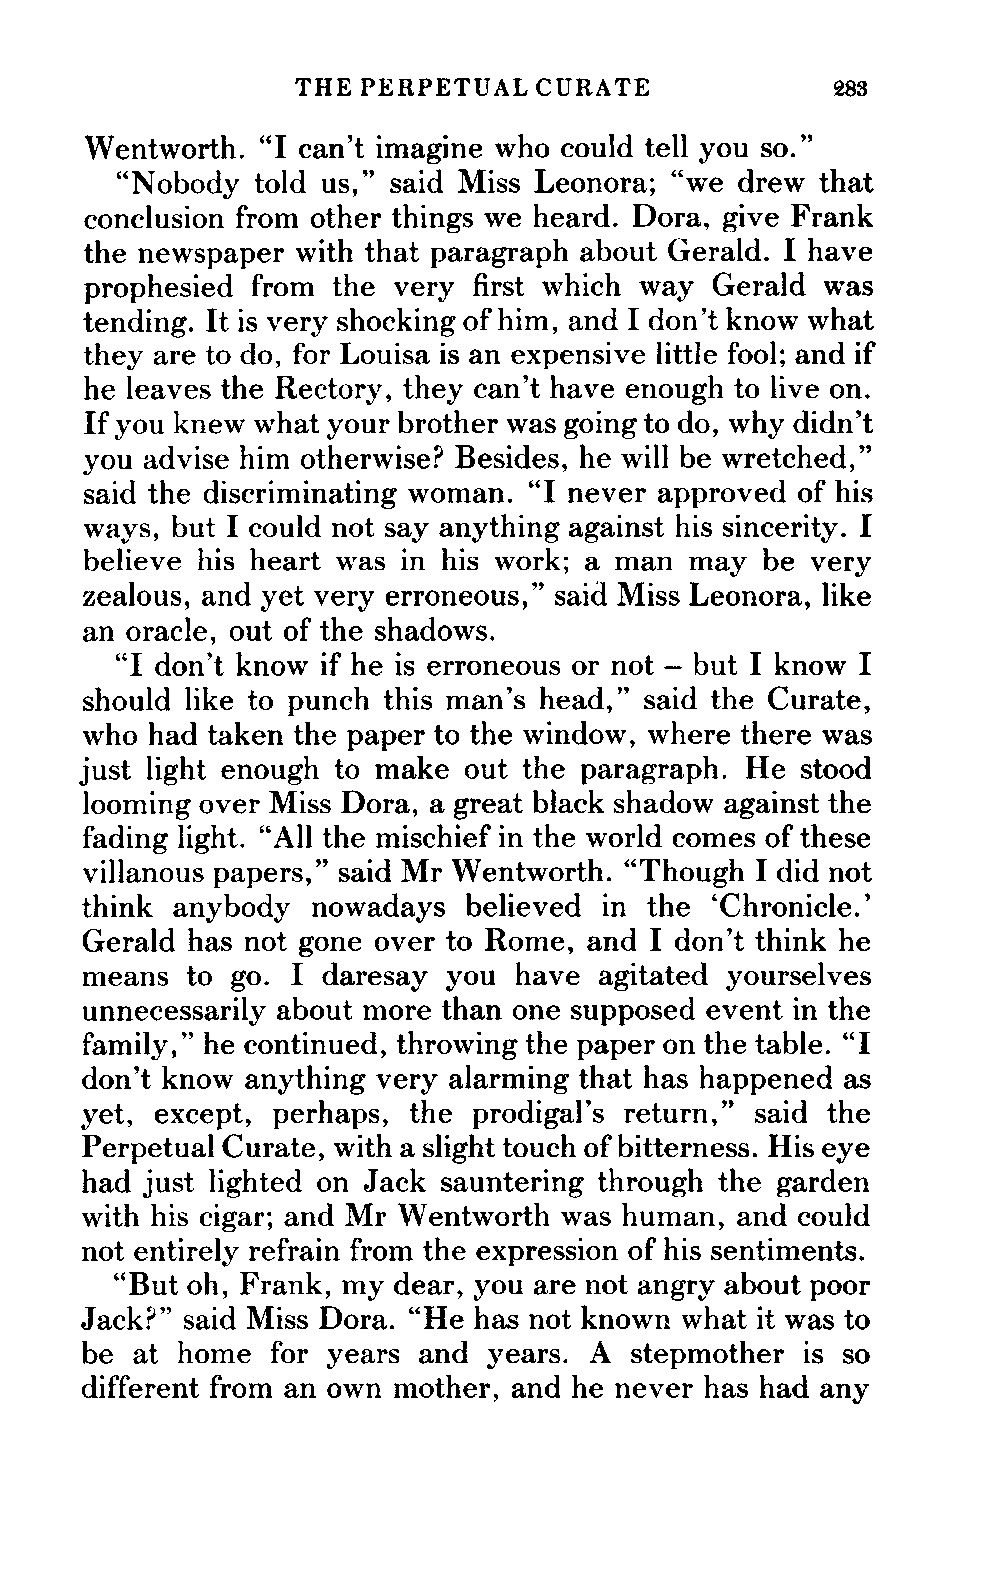 THE PERPETUAL CURATE 283
Wentworth. “I can’t imagine who could tell you so.”
“Nobody told us,” said Miss Leonora; “we drew that
conclusion from other things we heard. Dora, give Frank
the newspaper with that paragraph about Gerald. I have
prophesied from the very first which way Gerald was
tending. It is very shocking of him, and I don’t know what
they are to do, for Louisa is an expensive little fool; and if
he leaves the Rectory, they can’t have enough to live on.
If you knew what your brother was going to do, why didn’t
you advise him otherwise? Besides, he will be wretched,”
said the discriminating woman. “I never approved of his
ways, but I could not say anything against his sincerity. I
believe his heart was in his work; a man may be very
zealous, and yet very erroneous,” said Miss Leonora, like
an oracle, out of the shadows.
“I don’t know if he is erroneous or not – but I know I
should like to punch this man’s head,” said the Curate,
who had taken the paper to the window, where there was
just light enough to make out the paragraph. He stood
looming over Miss Dora, a great black shadow against the
fading light. “All the mischief in the world comes of these
villanous papers,” said Mr Wentworth. “Though I did not
think anybody nowadays believed in the ‘Chronicle.’
Gerald has not gone over to Rome, and I don’t think he
means to go. I daresay you have agitated yourselves
unnecessarily about more than one supposed event in the
family,” he continued, throwing the paper on the table. “I
don’t know anything very alarming that has happened as
yet, except, perhaps, the prodigal’s return,” said the
Perpetual Curate, with a slight touch of bitterness. His eye
had just lighted on Jack sauntering through the garden
with his cigar; and Mr Wentworth was human, and could
not entirely refrain from the expression of his sentiments.
“But oh, Frank, my dear, you are not angry about poor
Jack?” said Miss Dora. “He has not known what it was to
be at home for years and years. A stepmother is so
different from an own mother, and he never has had any